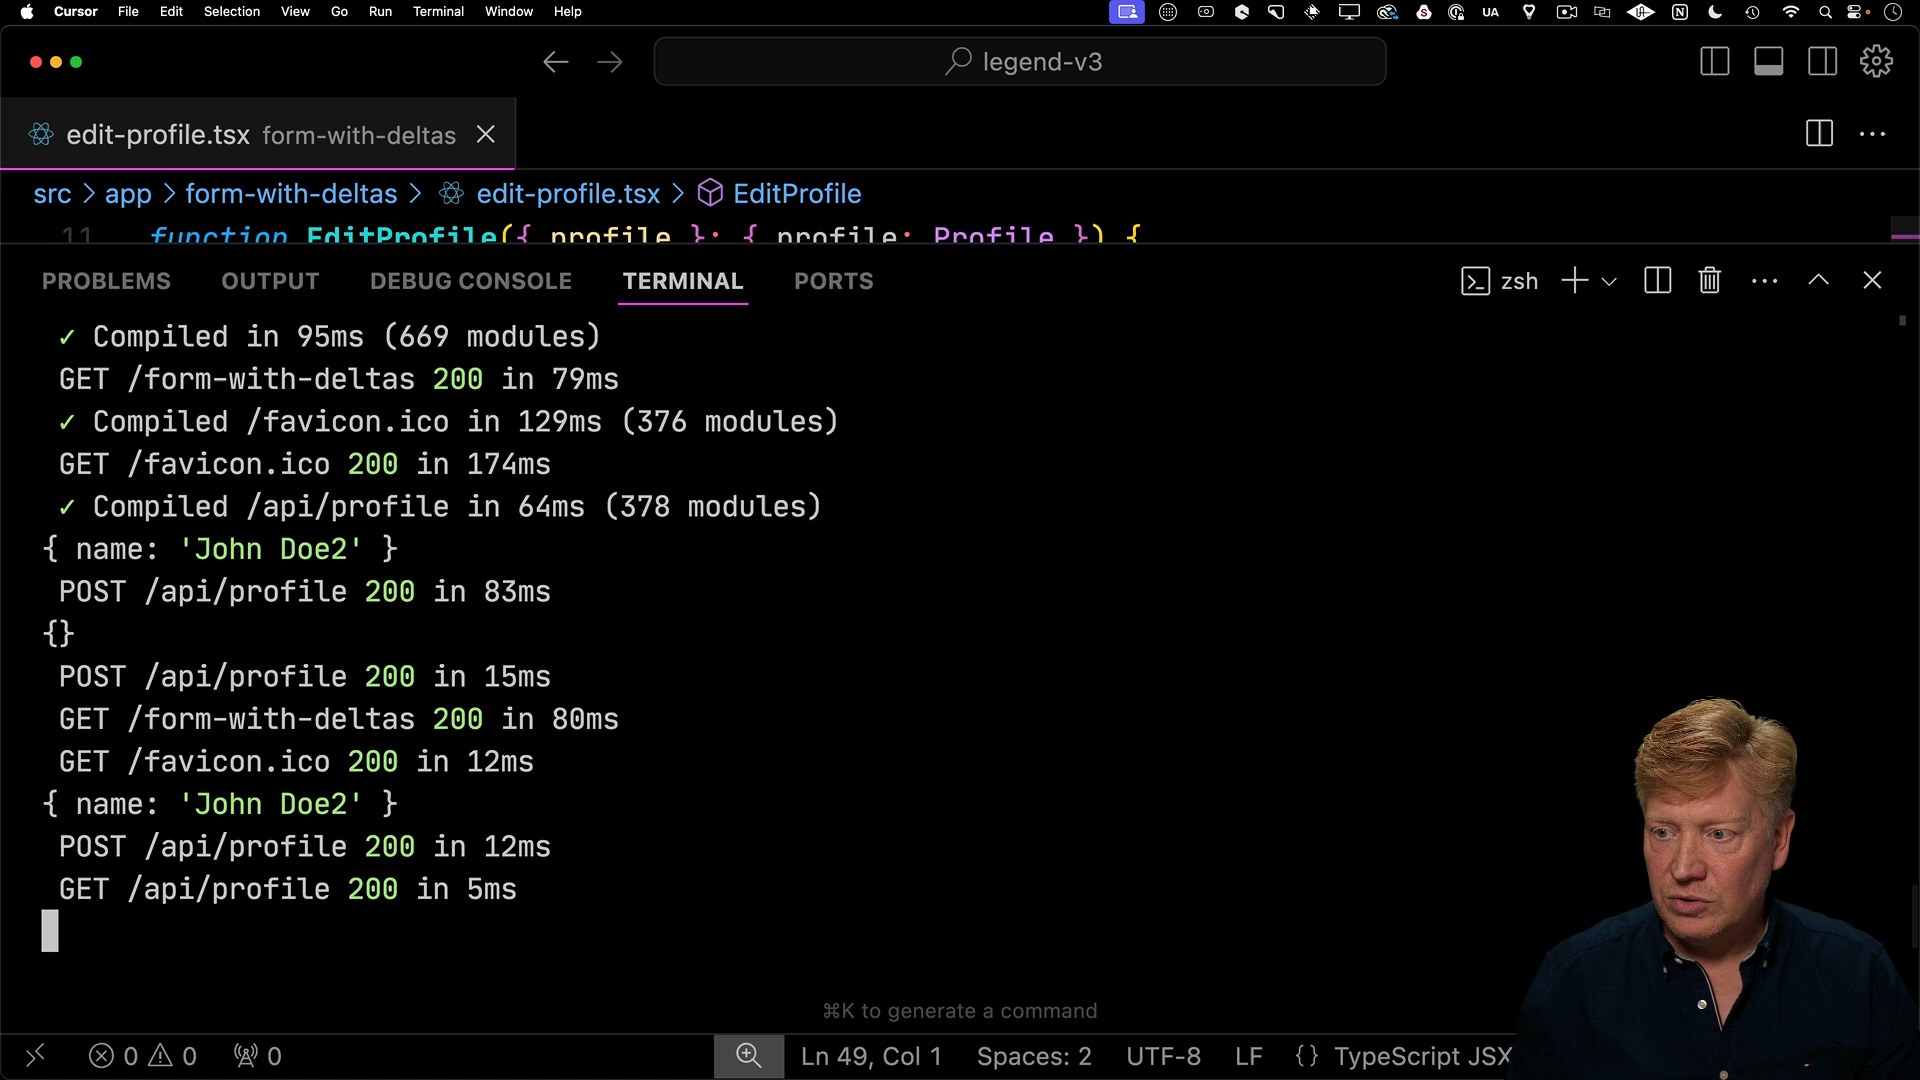 Cursor File Edit Selection View Go Run Terminal Window Help UA
legend-v3
edit-profile.tsx form-with-deltas
src > app > form-with-deltas > edit-profile.tsx > EditProfile
11 function EditProfile({ profile }: { profile: Profile }) {
PROBLEMS OUTPUT DEBUG CONSOLE TERMINAL PORTS zsh
✓ Compiled in 95ms (669 modules)
GET /form-with-deltas 200 in 79ms
✓ Compiled /favicon.ico in 129ms (376 modules)
GET /favicon.ico 200 in 174ms
✓ Compiled /api/profile in 64ms (378 modules)
{ name: 'John Doe2' }
POST /api/profile 200 in 83ms
{}
POST /api/profile 200 in 15ms
GET /form-with-deltas 200 in 80ms
GET /favicon.ico 200 in 12ms
{ name: 'John Doe2' }
POST /api/profile 200 in 12ms
GET /api/profile 200 in 5ms
⌘K to generate a command
0 0 0 Ln 49, Col 1 Spaces: 2 UTF-8 LF {} TypeScript JSX